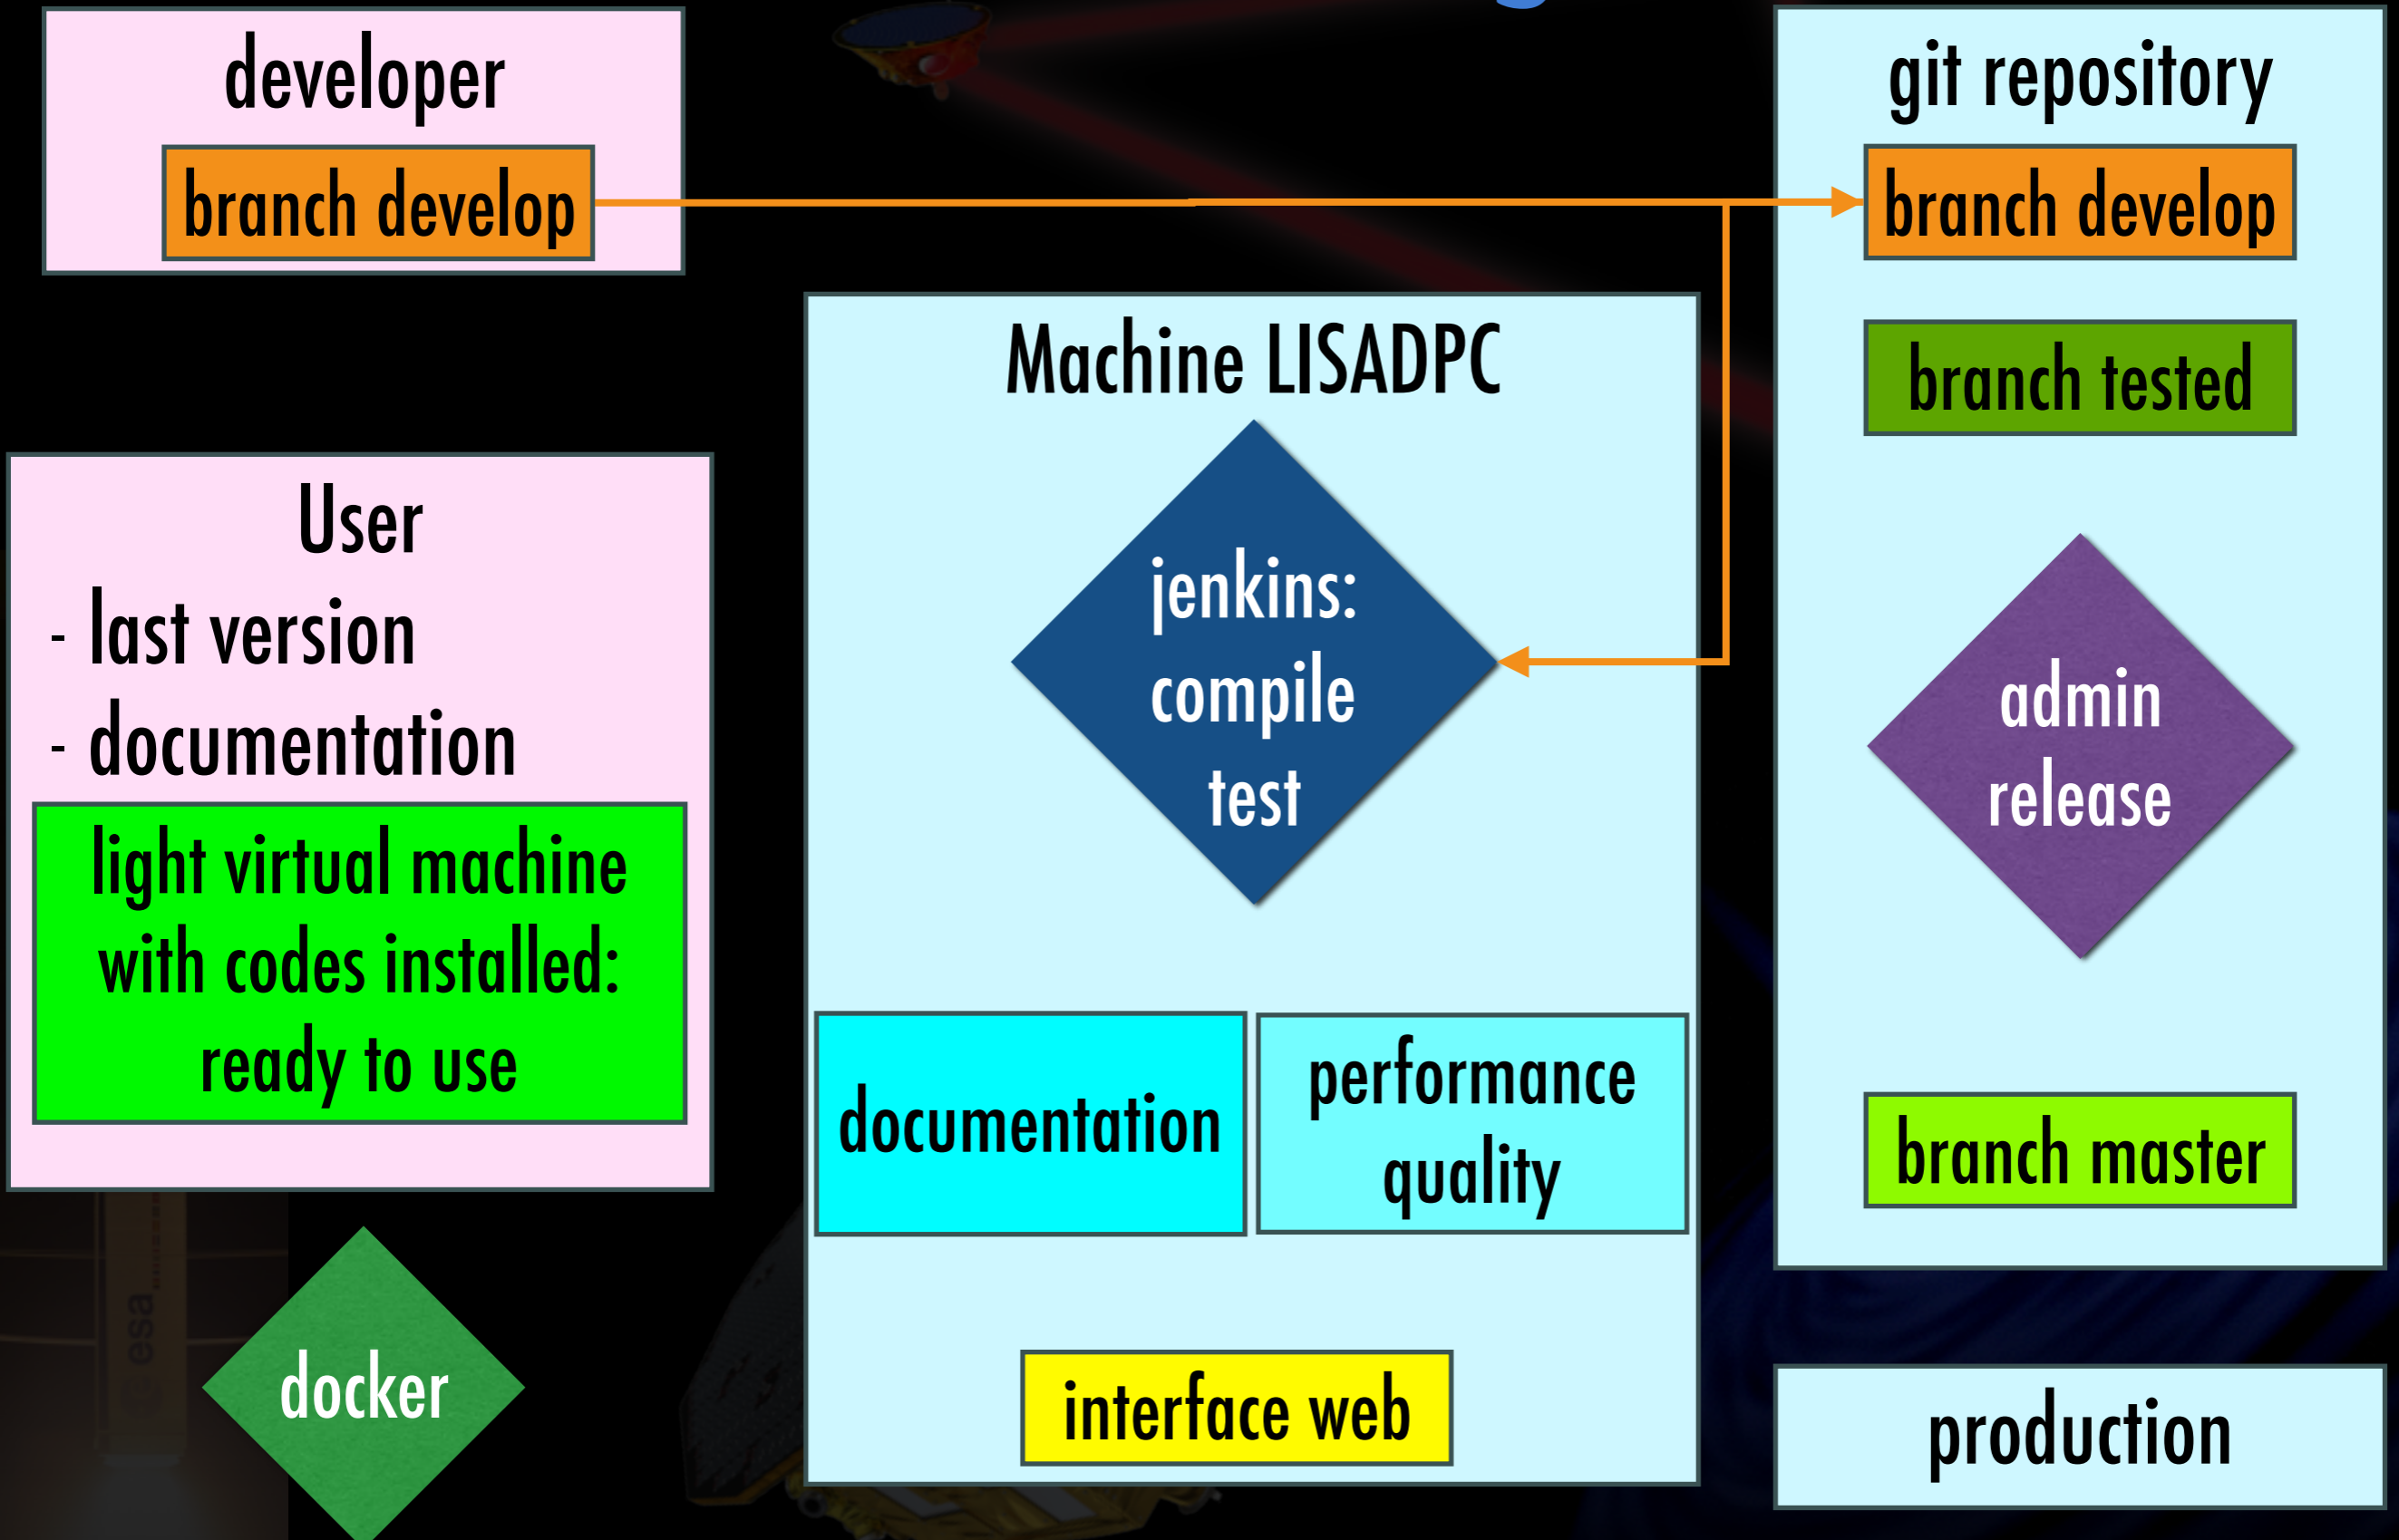 developer
branch develop
git repository
branch develop
branch tested
admin
release
branch master
production
Machine LISADPC
jenkins:
compile
test
documentation
performance
quality
interface web
User
- last version
- documentation
light virtual machine
with codes installed:
ready to use
docker
esa